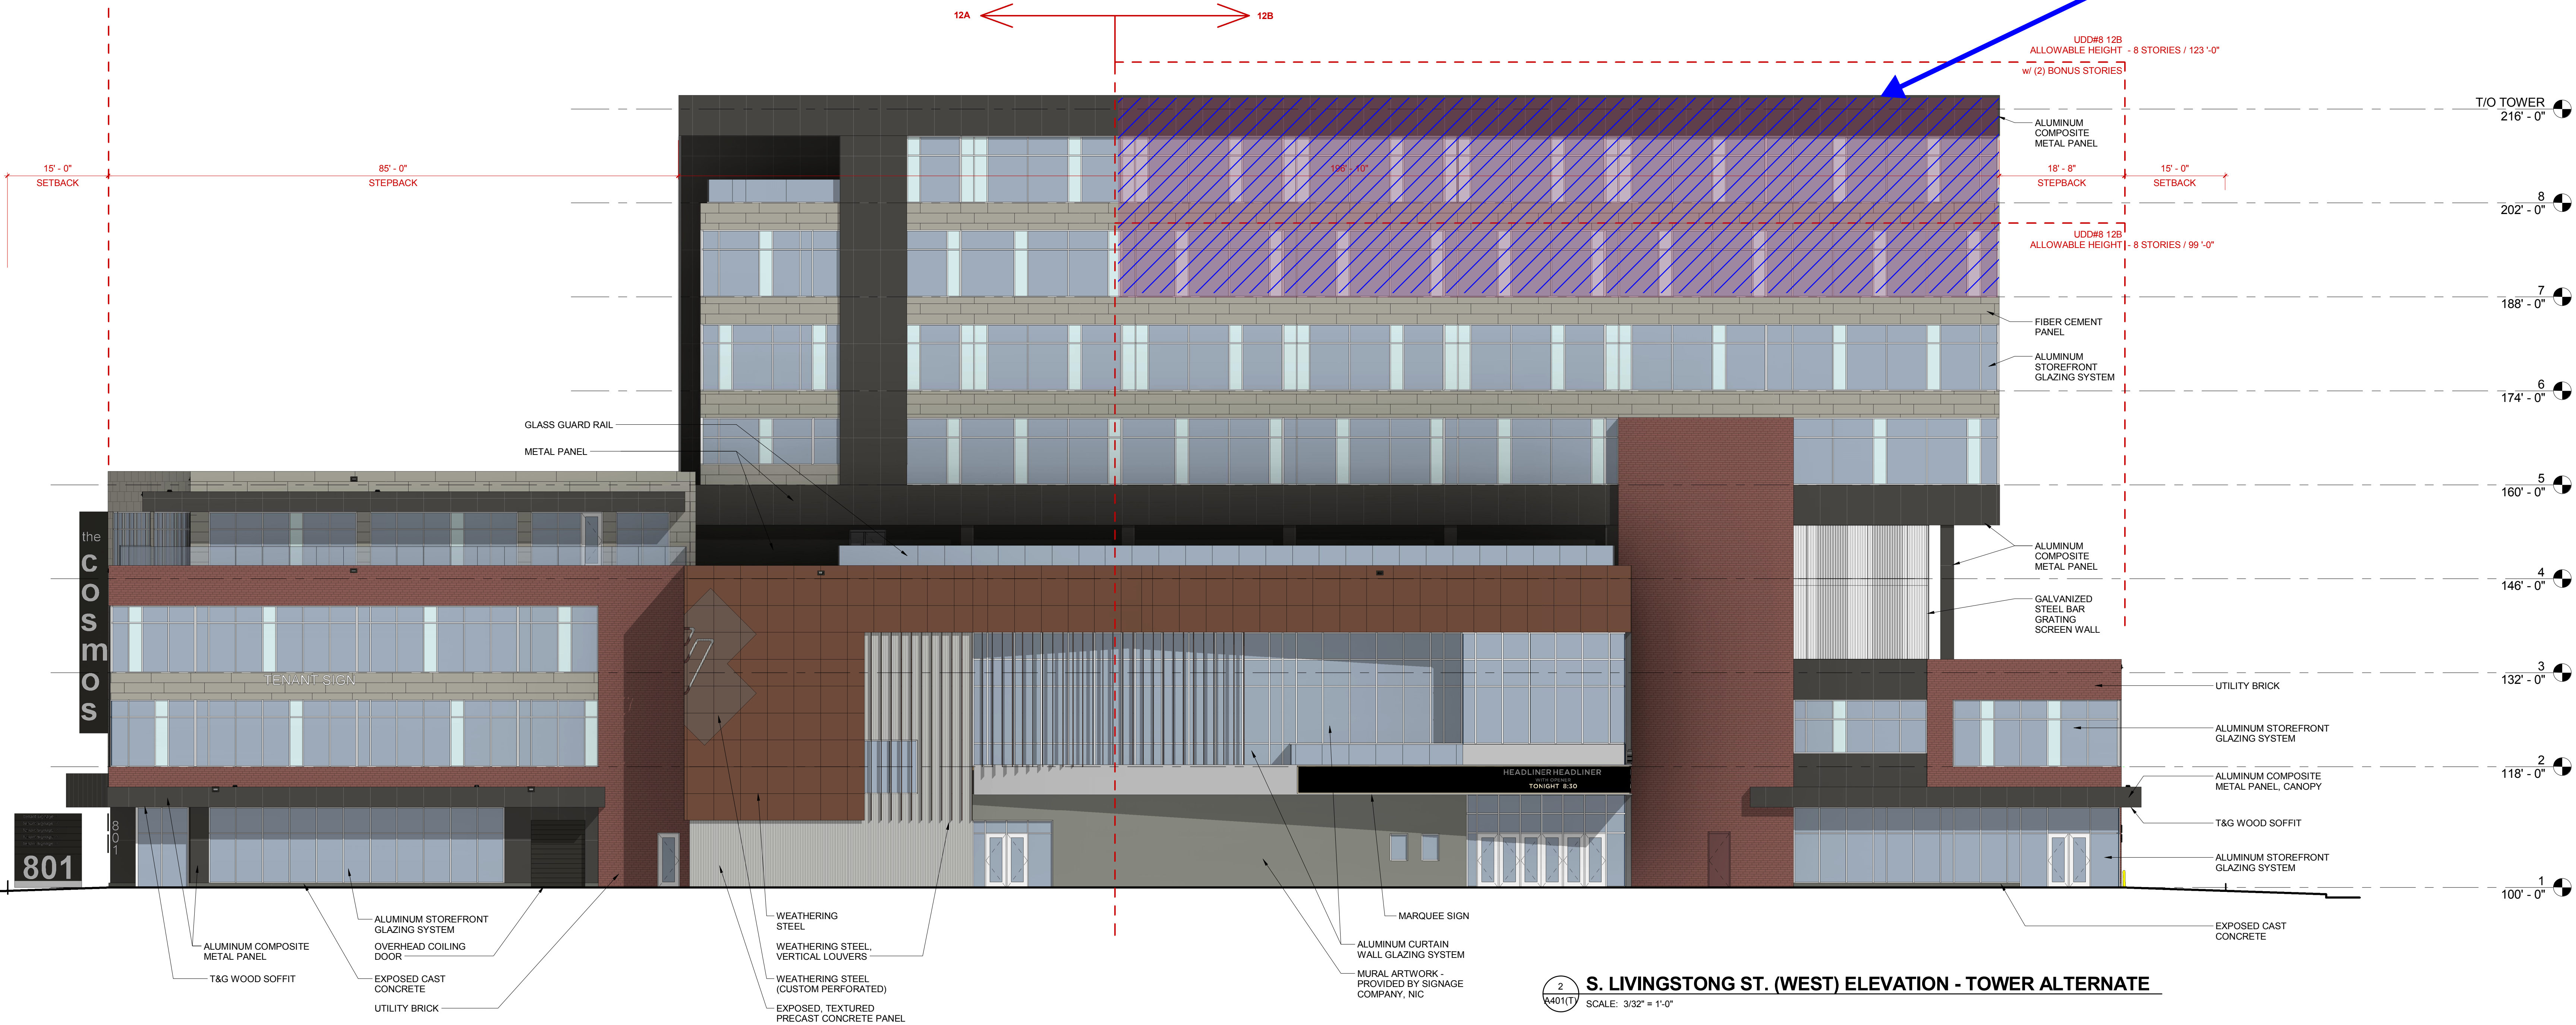 12A
12B
UDD#8 12B
ALLOWABLE HEIGHT - 8 STORIES / 123 '-0"
w/ (2) BONUS STORIES
T/O TOWER
216' - 0"
ALUMINUM
COMPOSITE
METAL PANEL
15' - 0"
SETBACK
85' - 0"
STEPBACK
196' - 10"
18' - 8"
STEPBACK
15' - 0"
SETBACK
8
202' - 0"
UDD#8 12B
ALLOWABLE HEIGHT - 8 STORIES / 99 '-0"
7
188' - 0"
FIBER CEMENT
PANEL
ALUMINUM
STOREFRONT
GLAZING SYSTEM
6
174' - 0"
GLASS GUARD RAIL
METAL PANEL
5
160' - 0"
the
cosmos
ALUMINUM
COMPOSITE
METAL PANEL
4
146' - 0"
GALVANIZED
STEEL BAR
GRATING
SCREEN WALL
3
132' - 0"
TENANT SIGN
UTILITY BRICK
ALUMINUM STOREFRONT
GLAZING SYSTEM
2
118' - 0"
HEADLINER HEADLINER
WITH OPENER
TONIGHT 8:30
ALUMINUM COMPOSITE
METAL PANEL, CANOPY
T&G WOOD SOFFIT
801
801
ALUMINUM STOREFRONT
GLAZING SYSTEM
1
100' - 0"
ALUMINUM STOREFRONT
GLAZING SYSTEM
ALUMINUM COMPOSITE
METAL PANEL
OVERHEAD COILING
DOOR
T&G WOOD SOFFIT
EXPOSED CAST
CONCRETE
UTILITY BRICK
WEATHERING
STEEL
WEATHERING STEEL,
VERTICAL LOUVERS
WEATHERING STEEL
(CUSTOM PERFORATED)
EXPOSED, TEXTURED
PRECAST CONCRETE PANEL
MARQUEE SIGN
ALUMINUM CURTAIN
WALL GLAZING SYSTEM
MURAL ARTWORK -
PROVIDED BY SIGNAGE
COMPANY, NIC
EXPOSED CAST
CONCRETE
2
A401(T)
S. LIVINGSTONG ST. (WEST) ELEVATION - TOWER ALTERNATE
SCALE: 3/32" = 1'-0"